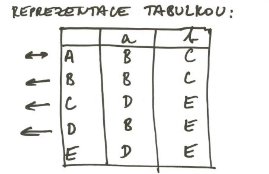 REPREZENTACE TABULKOU:
a b
↔ A B C
← B B C
← C D E
← D B E
E D E